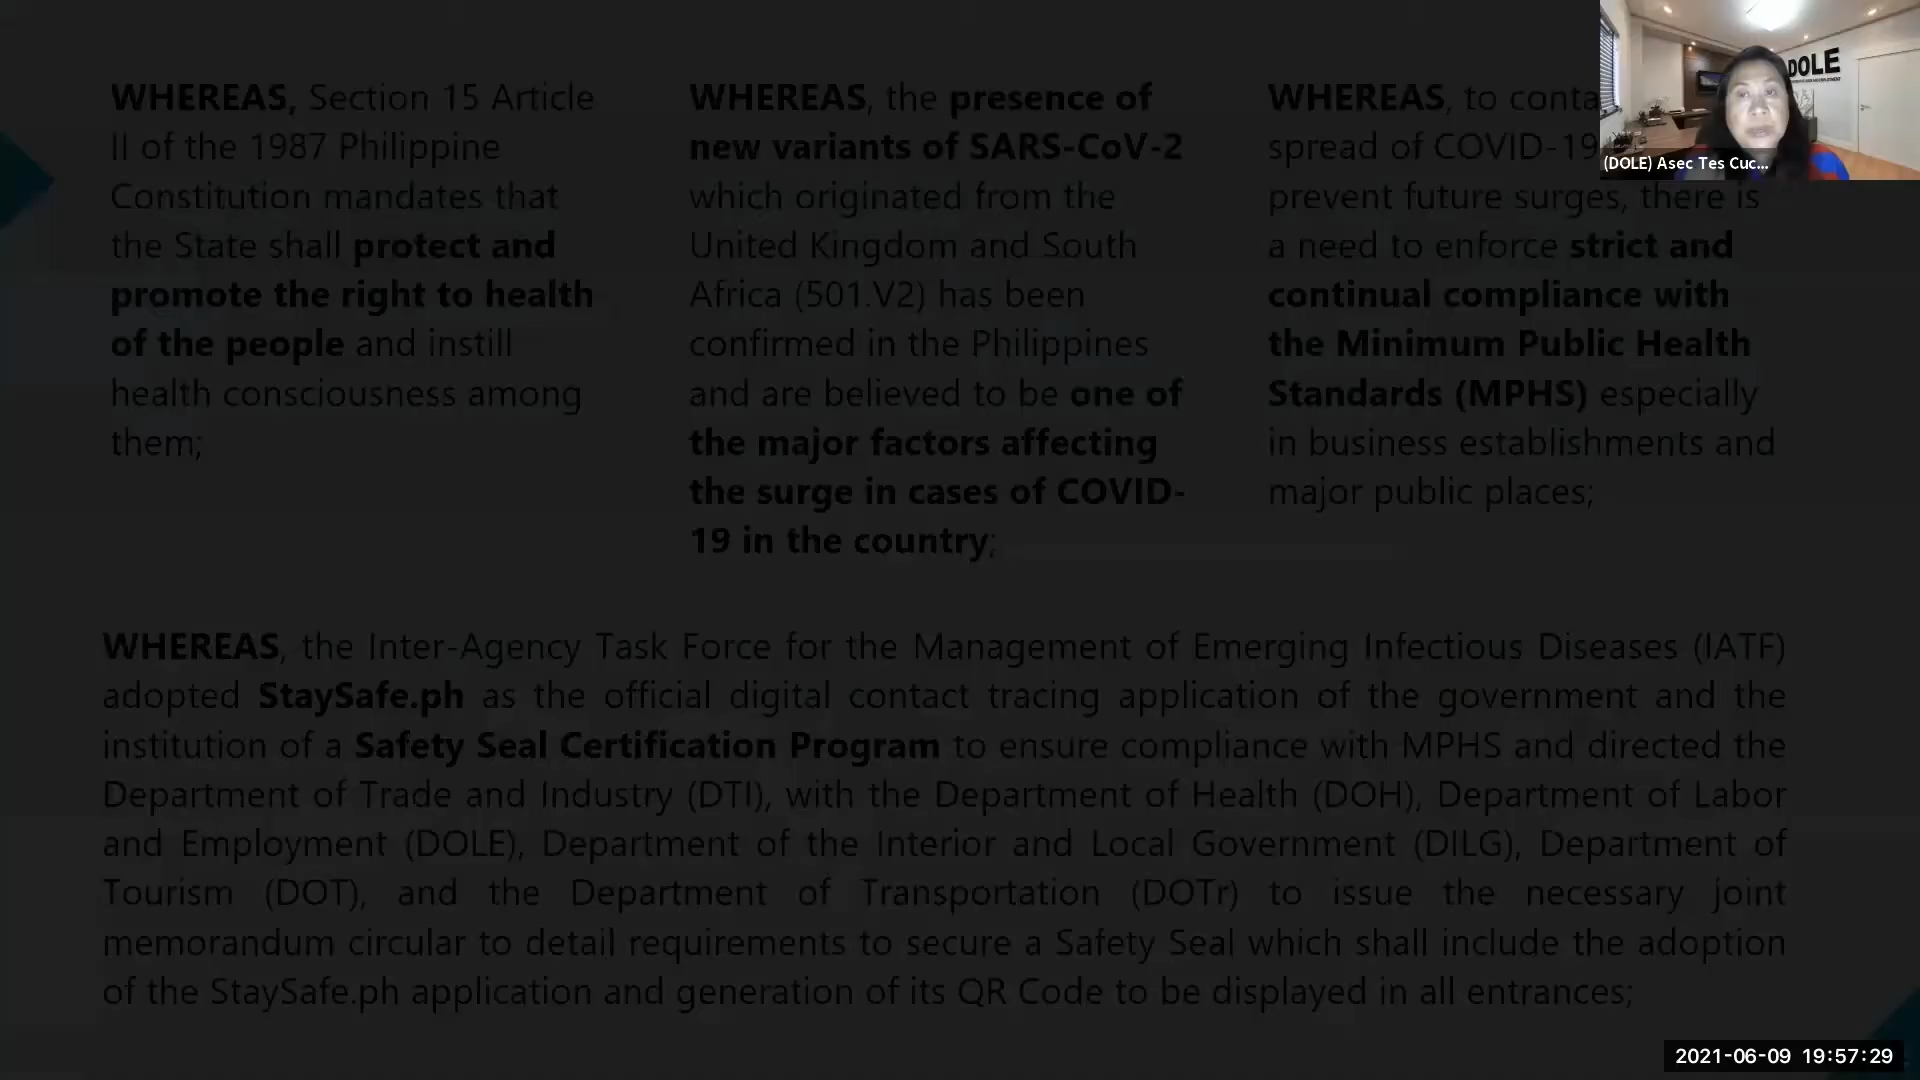 WHEREAS, Section 15 Article
II of the 1987 Philippine
Constitution mandates that
the State shall protect and
promote the right to health
of the people and instill
health consciousness among
them;
WHEREAS, the presence of
new variants of SARS-CoV-2
which originated from the
United Kingdom and South
Africa (501.V2) has been
confirmed in the Philippines
and are believed to be one of
the major factors affecting
the surge in cases of COVID-
19 in the country;
WHEREAS, to conta
spread of COVID-19
prevent future surges, there is
a need to enforce strict and
continual compliance with
the Minimum Public Health
Standards (MPHS) especially
in business establishments and
major public places;
DOLE
(DOLE) Asec Tes Cuc...
WHEREAS, the Inter-Agency Task Force for the Management of Emerging Infectious Diseases (IATF)
adopted StaySafe.ph as the official digital contact tracing application of the government and the
institution of a Safety Seal Certification Program to ensure compliance with MPHS and directed the
Department of Trade and Industry (DTI), with the Department of Health (DOH), Department of Labor
and Employment (DOLE), Department of the Interior and Local Government (DILG), Department of
Tourism (DOT), and the Department of Transportation (DOTr) to issue the necessary joint
memorandum circular to detail requirements to secure a Safety Seal which shall include the adoption
of the StaySafe.ph application and generation of its QR Code to be displayed in all entrances;
2021-06-09 19:57:29